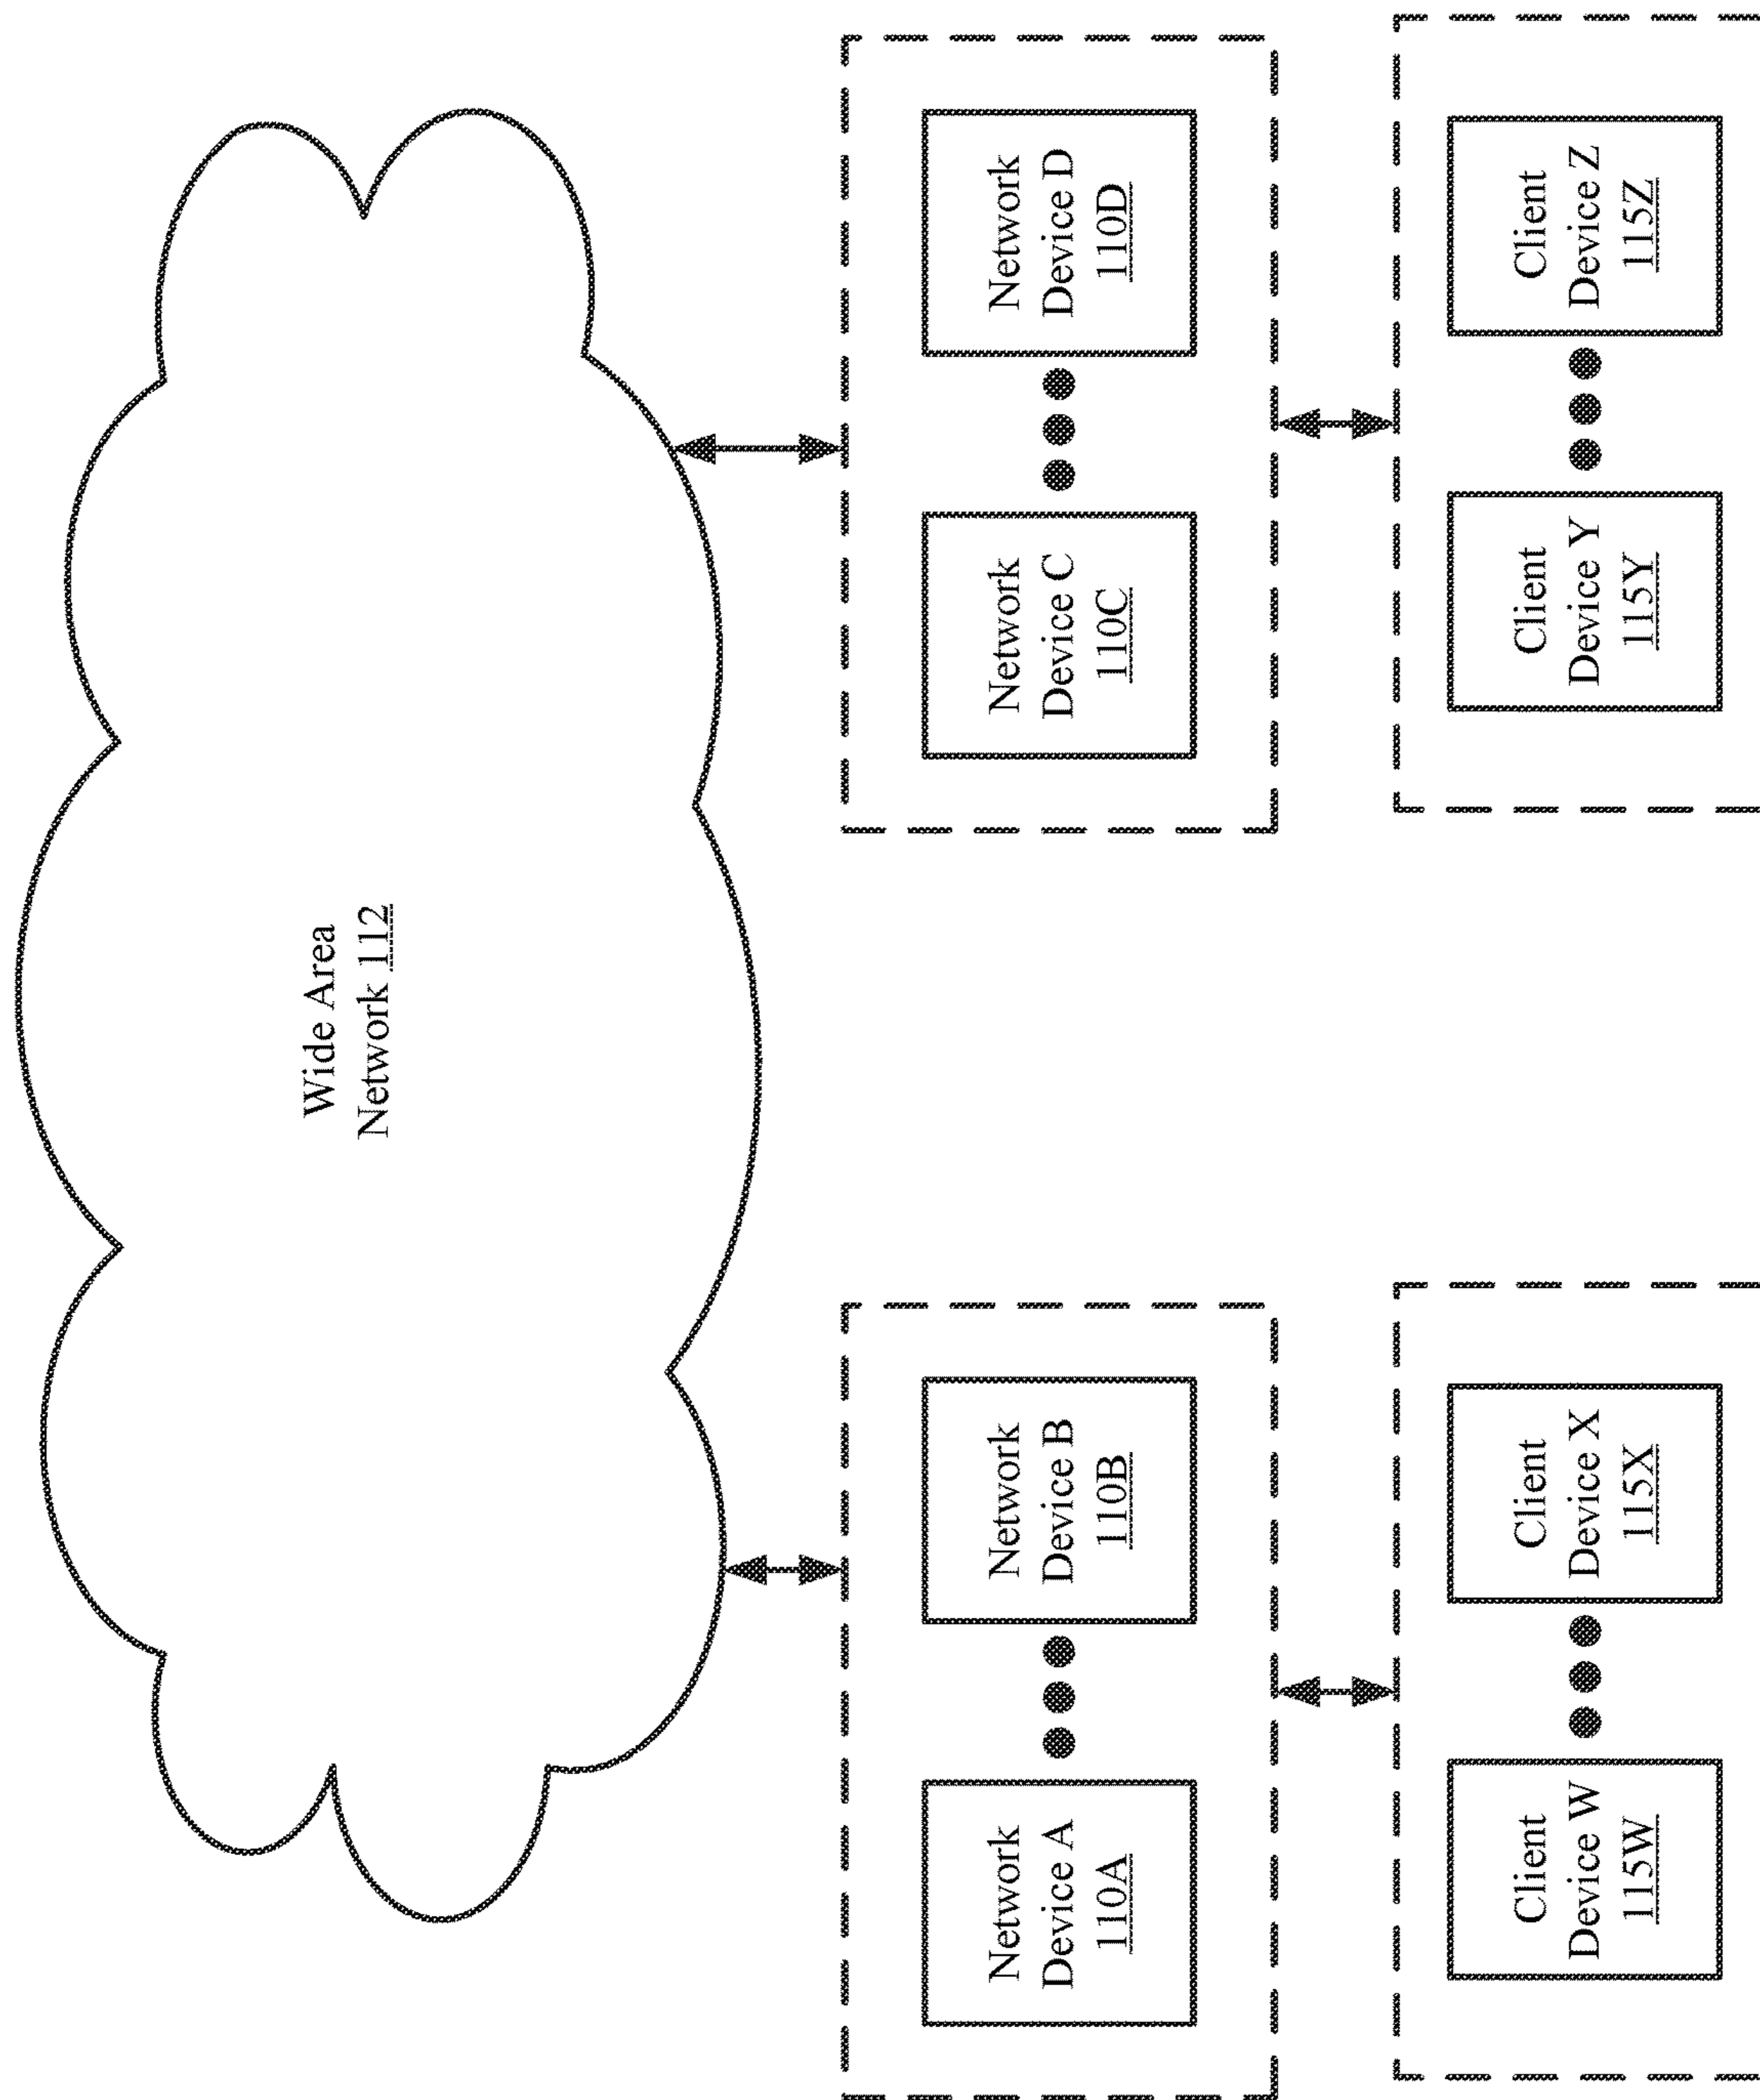 Wide Area
Network 112
Network
Device A
110A
Network
Device B
110B
Network
Device C
110C
Network
Device D
110D
Client
Device W
115W
Client
Device X
115X
Client
Device Y
115Y
Client
Device Z
115Z